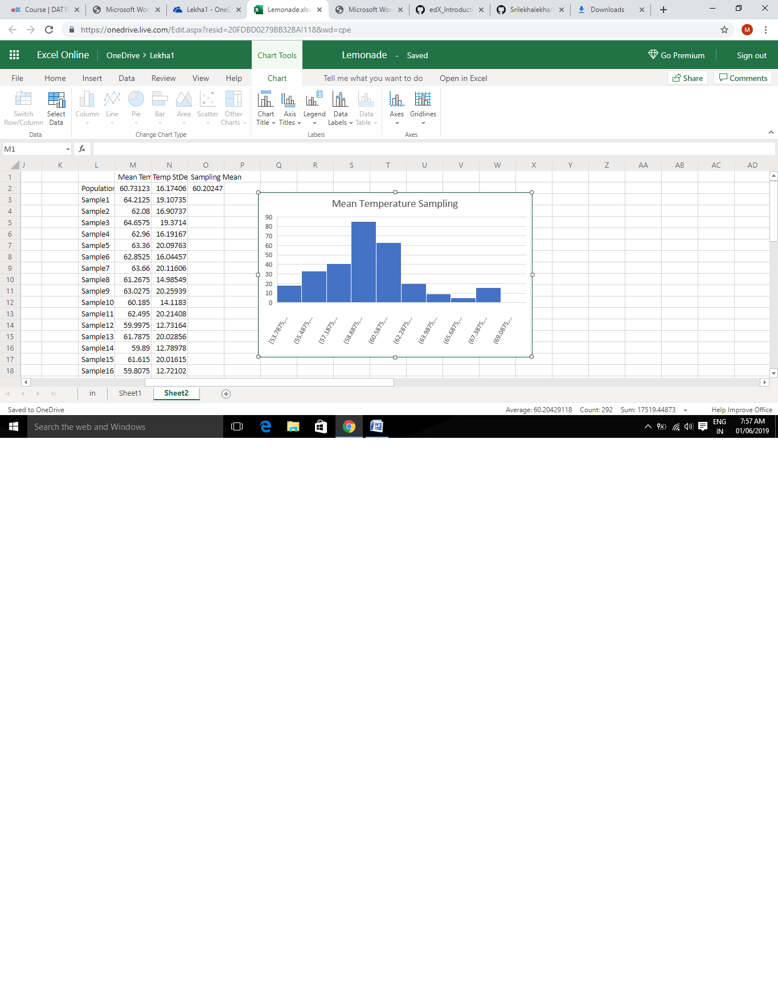 Course | DAT1 Microsoft Wor Lekha1 - OneD Lemonade.xlsx Microsoft Wor edX_Introducti Srilekhalekha/ Downloads
https://onedrive.live.com/Edit.aspx?resid=20FDBD0279BB32BA!118&wd=cpe M
Excel Online OneDrive > Lekha1 Chart Tools Lemonade - Saved Go Premium Sign out
File Home Insert Data Review View Help Chart Tell me what you want to do Open in Excel Share Comments
Switch Select Column Line Pie Bar Area Scatter Other Chart Axis Legend Data Data Axes Gridlines
Row/Column Data Charts Title Titles Labels Table
Data Change Chart Type Labels Axes
M1 fx
J K L M N O P Q R S T U V W X Y Z AA AB AC AD
1 Mean Tem Temp StDe Sampling Mean
2 Population 60.73123 16.17406 60.20247
3 Sample1 64.2125 19.10735
4 Sample2 62.08 16.90737
5 Sample3 64.6575 19.3714
6 Sample4 62.96 16.19167
7 Sample5 63.36 20.09763
8 Sample6 62.8525 16.04457
9 Sample7 63.66 20.11606
10 Sample8 61.2675 14.98549
11 Sample9 63.0275 20.25939
12 Sample10 60.185 14.1183
13 Sample11 62.495 20.21408
14 Sample12 59.9975 12.73164
15 Sample13 61.7875 20.02856
16 Sample14 59.89 12.78978
17 Sample15 61.615 20.01615
18 Sample16 59.8075 12.72102
Mean Temperature Sampling
90
80
70
60
50
40
30
20
10
0
[53.7875,... (55.4875,... (57.1875,... (58.8875,... (60.5875,... (62.2875,... (63.9875,... (65.6875,... (67.3875,... (69.0875,...
in Sheet1 Sheet2
Saved to OneDrive Average: 60.20429118 Count: 292 Sum: 17519.44873 Help Improve Office
Search the web and Windows ENG 7:57 AM
IN 01/06/2019